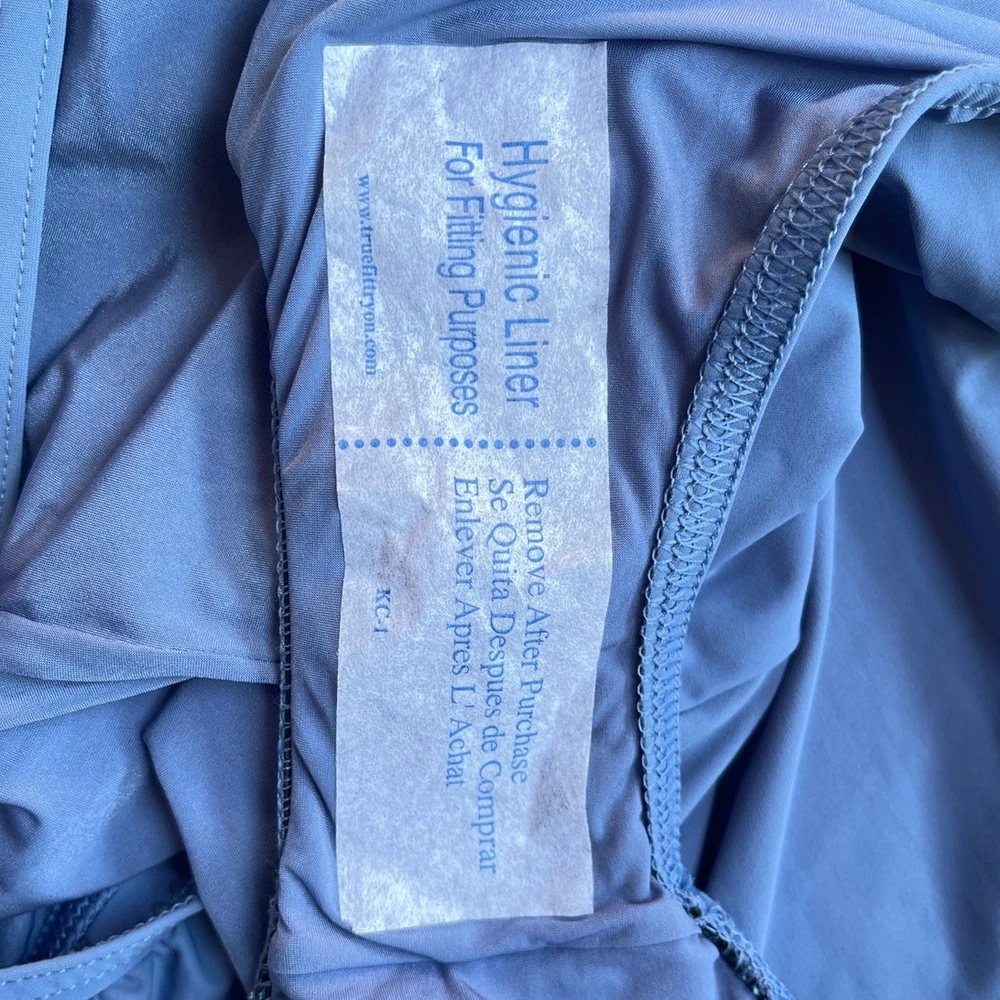 Hygienic Liner
For Fitting Purposes
www.truefittryon.com
Remove After Purchase
Se Quita Despues de Comprar
Enlever Apres L' Achat
KC-1